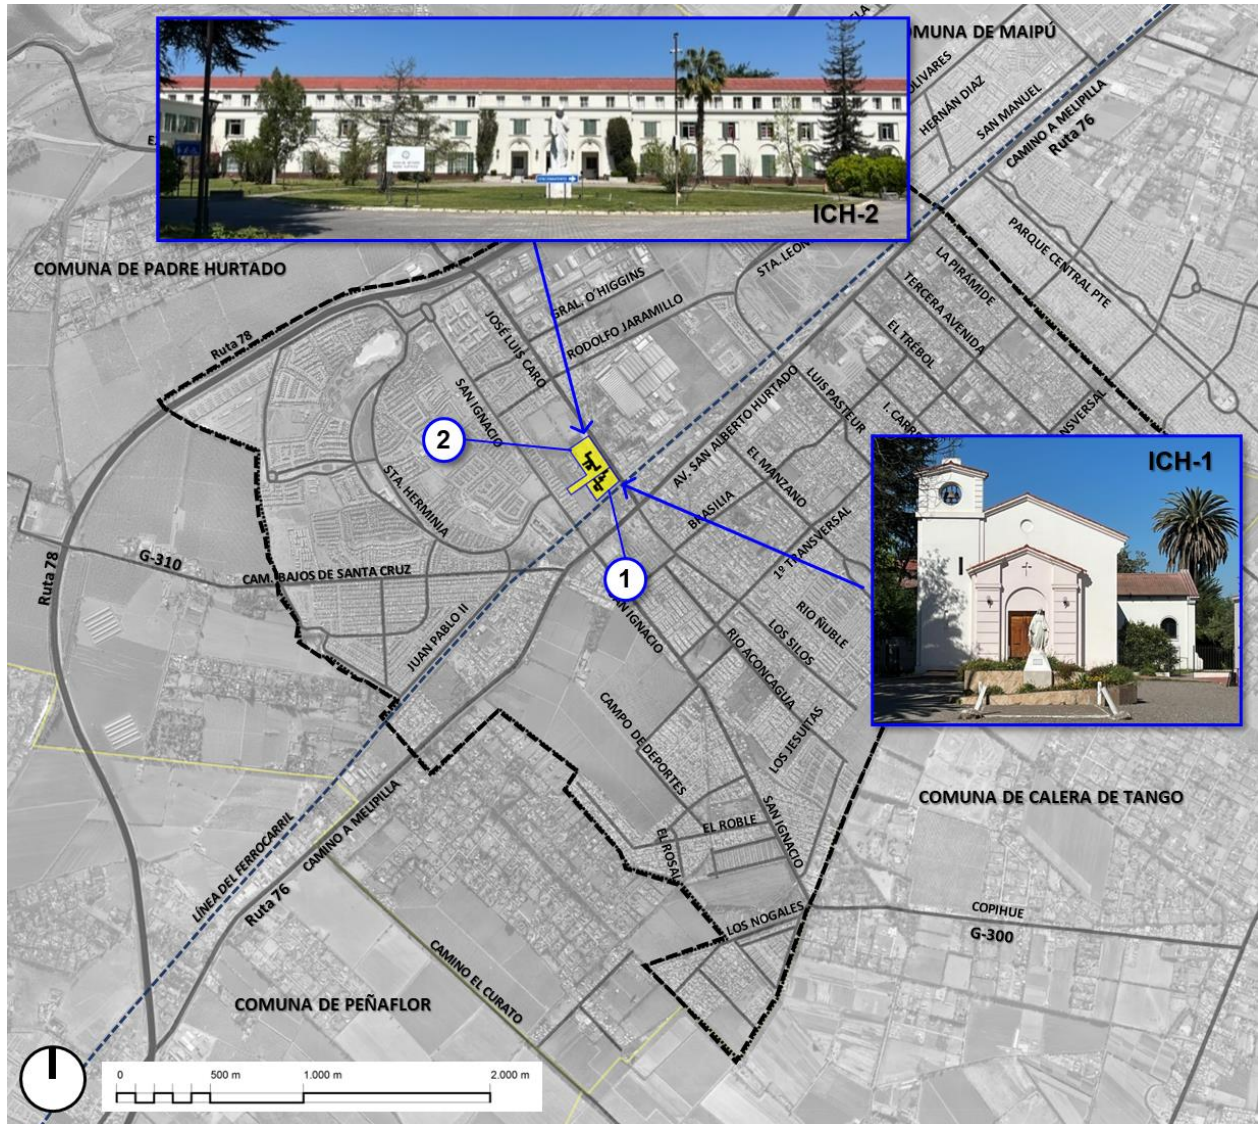 COMUNA DE MAIPÚ
OLIVARES
HERNÁN DIAZ
SAN MANUEL
CAMINO A MELIPILLA
Ruta 76
ICH-2
PARQUE CENTRAL PTE
COMUNA DE PADRE HURTADO
STA. LEON
LA PIRÁMIDE
TERCERA AVENIDA
EL TRÉBOL
GRAL, O´HIGGINS
RODOLFO JARAMILLO
JOSÉ LUIS CARO
Ruta 78
SAN IGNACIO
LUIS PASTEUR
I. CARR
TRANSVERSAL
AV. SAN ALBERTO HURTADO
EL MANZANO
BRASILIA
2
ICH-1
STA. HERMINIA
1º TRANSVERSAL
G-310
Ruta 78
CAM. BAJOS DE SANTA CRUZ
1
SAN IGNACIO
RIO ÑUBLE
LOS SILOS
RIO ACONCAGUA
JUAN PABLO II
CAMPO DE DEPORTES
LOS JESUITAS
COMUNA DE CALERA DE TANGO
SAN IGNACIO
EL ROBLE
EL ROSAL
LÍNEA DEL FERROCARRIL
CAMINO A MELIPILLA
Ruta 76
LOS NOGALES
COPIHUE
G-300
CAMINO EL CURATO
COMUNA DE PEÑAFLOR
0 500 m 1.000 m 2.000 m